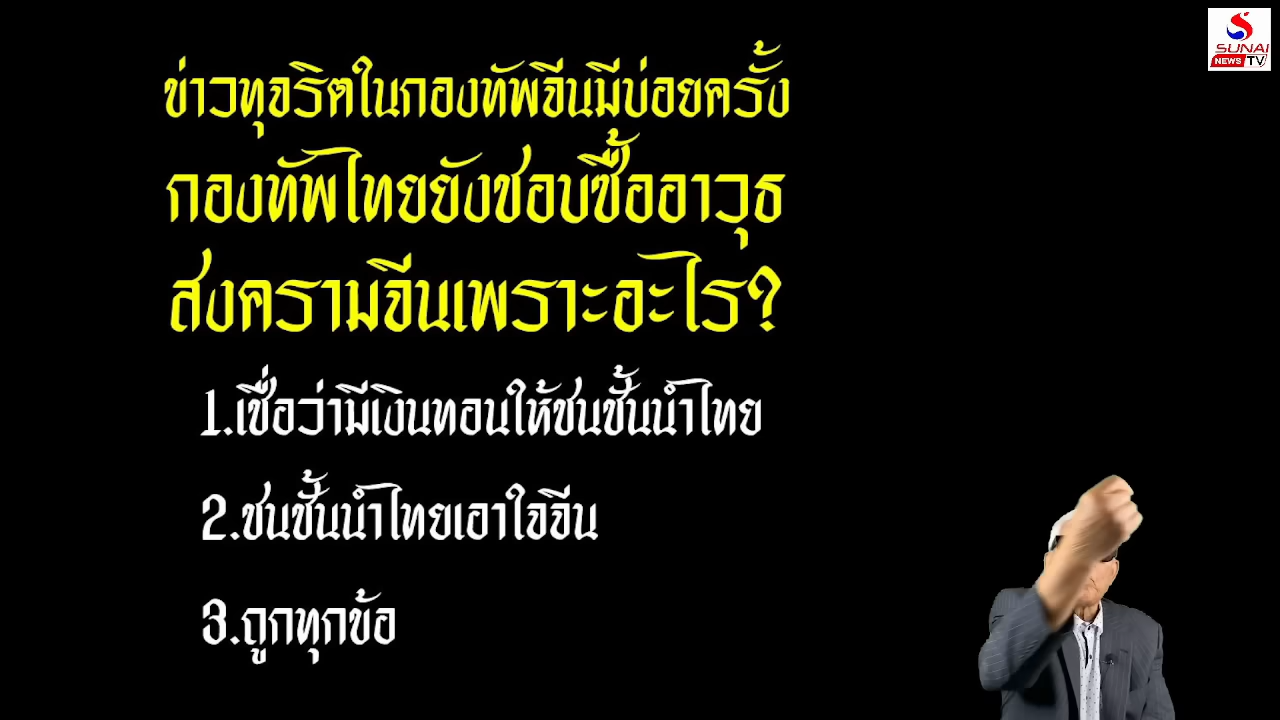 ข่าวทุจริตในกองทัพจีนมีบ่อยครั้ง
กองทัพไทยยังชอบซื้ออาวุธ
สงครามจีนเพราะอะไร?
1.เชื่อว่ามีเงินทอนให้ชนชั้นนำไทย
2.ชนชั้นนำไทยเอาใจจีน
3.ถูกทุกข้อ
SUNAI
NEWS TV